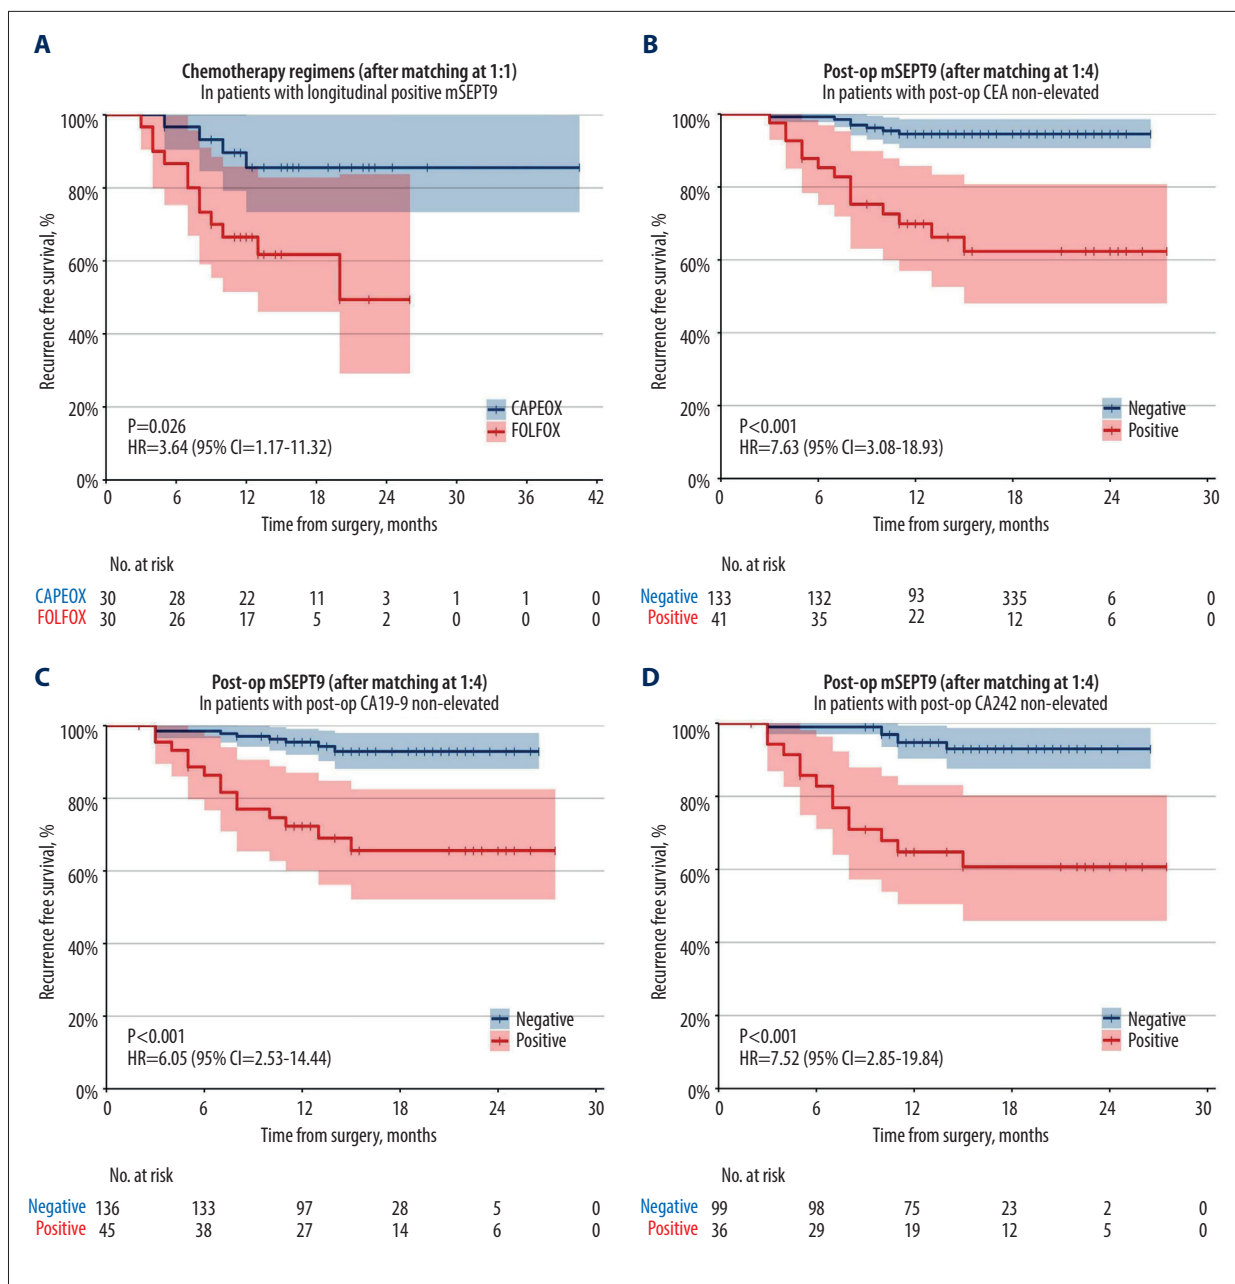 A
Chemotherapy regimens (after matching at 1:1)
In patients with longitudinal positive mSEPT9
100%
80%
60%
40%
20%
0%
Recurrence free survival, %
CAPEOX
FOLFOX
P=0.026
HR=3.64 (95% CI=1.17-11.32)
0 6 12 18 24 30 36 42
Time from surgery, months
No. at risk
CAPEOX 30 28 22 11 3 1 1 0
FOLFOX 30 26 17 5 2 0 0 0
B
Post-op mSEPT9 (after matching at 1:4)
In patients with post-op CEA non-elevated
100%
80%
60%
40%
20%
0%
Recurrence free survival, %
Negative
Positive
P<0.001
HR=7.63 (95% CI=3.08-18.93)
0 6 12 18 24 30
Time from surgery, months
No. at risk
Negative 133 132 93 335 6 0
Positive 41 35 22 12 6 0
C
Post-op mSEPT9 (after matching at 1:4)
In patients with post-op CA19-9 non-elevated
100%
80%
60%
40%
20%
0%
Recurrence free survival, %
Negative
Positive
P<0.001
HR=6.05 (95% CI=2.53-14.44)
0 6 12 18 24 30
Time from surgery, months
No. at risk
Negative 136 133 97 28 5 0
Positive 45 38 27 14 6 0
D
Post-op mSEPT9 (after matching at 1:4)
In patients with post-op CA242 non-elevated
100%
80%
60%
40%
20%
0%
Recurrence free survival, %
Negative
Positive
P<0.001
HR=7.52 (95% CI=2.85-19.84)
0 6 12 18 24 30
Time from surgery, months
No. at risk
Negative 99 98 75 23 2 0
Positive 36 29 19 12 5 0